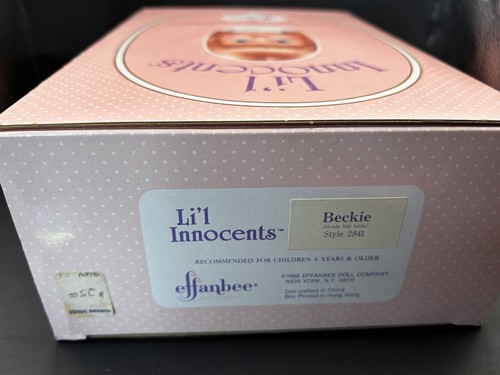 Li'l
Innocents
Li'l
Innocents™
Beckie
Style 2841
RECOMMENDED FOR CHILDREN 4 YEARS & OLDER
effanbee®
EFFANBEE DOLL COMPANY
NEW YORK, N.Y. 10010
Doll crafted in China
Box Printed in Hong Kong